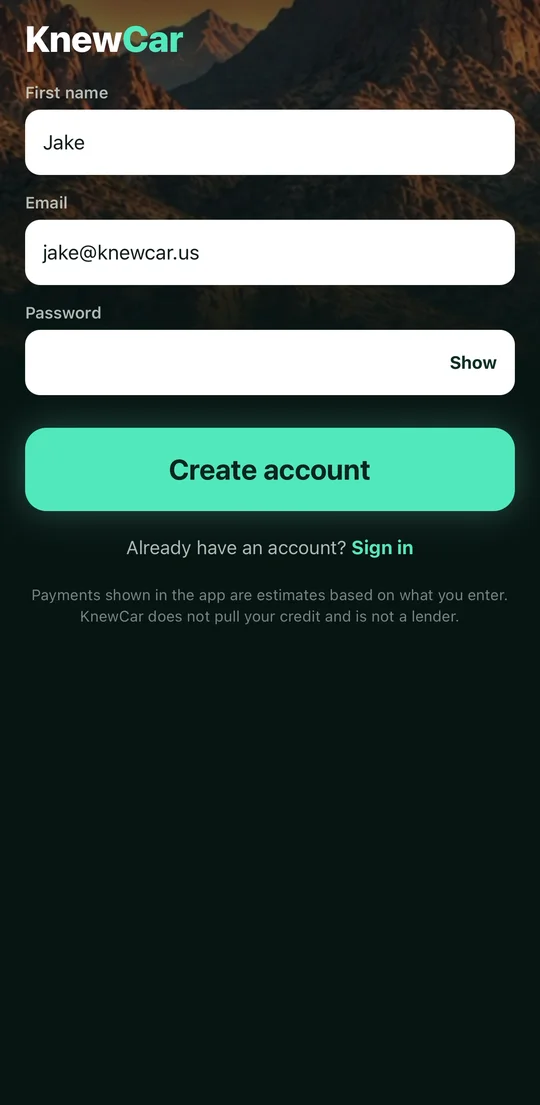 KnewCar
First name
Jake
Email
jake@knewcar.us
Password
Show
Create account
Already have an account? Sign in
Payments shown in the app are estimates based on what you enter.
KnewCar does not pull your credit and is not a lender.